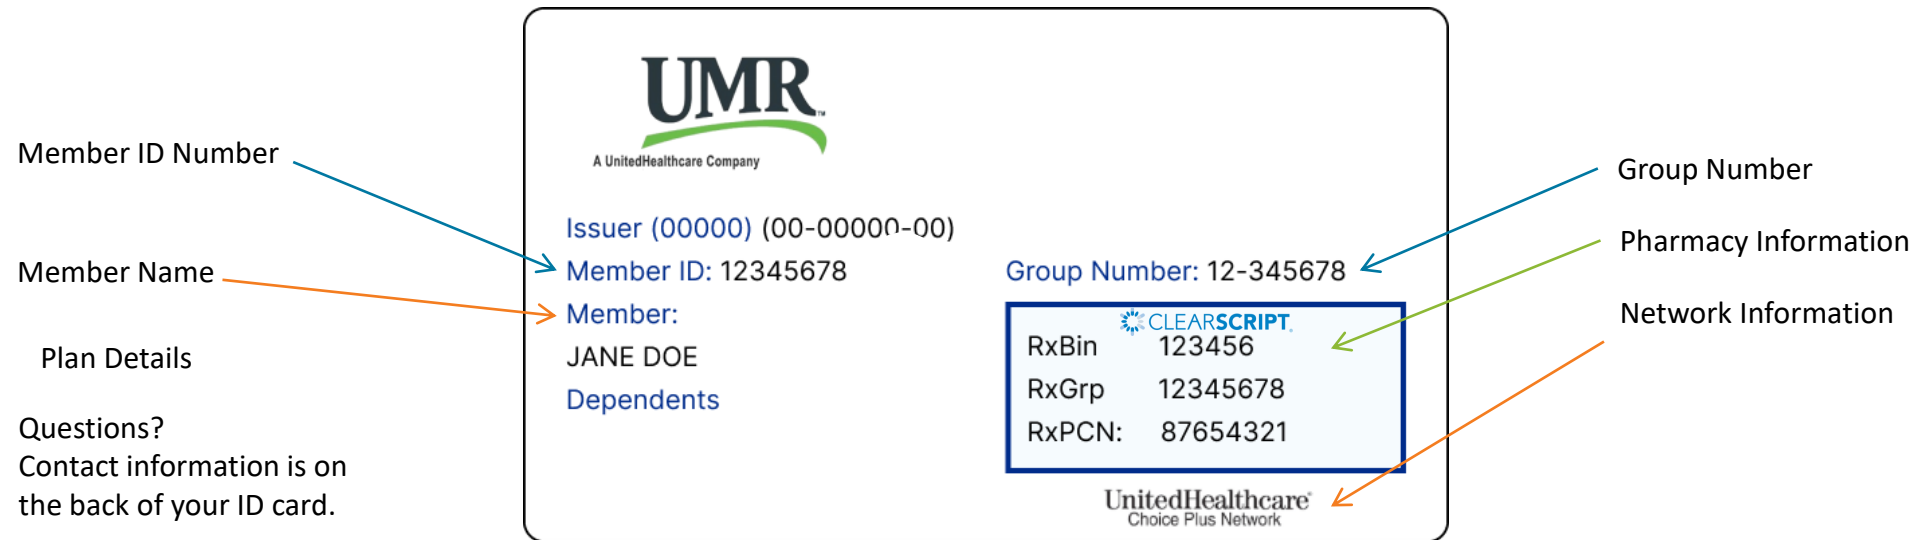 UMR™
A UnitedHealthcare Company
Member ID Number
Group Number
Issuer (00000) (00-00000-00)
Pharmacy Information
Member Name
Member ID: 12345678
Group Number: 12-345678
Member:
Network Information
CLEARSCRIPT.
RxBin 123456
Plan Details
JANE DOE
RxGrp 12345678
Dependents
RxPCN: 87654321
Questions?
Contact information is on
the back of your ID card.
UnitedHealthcare®
Choice Plus Network